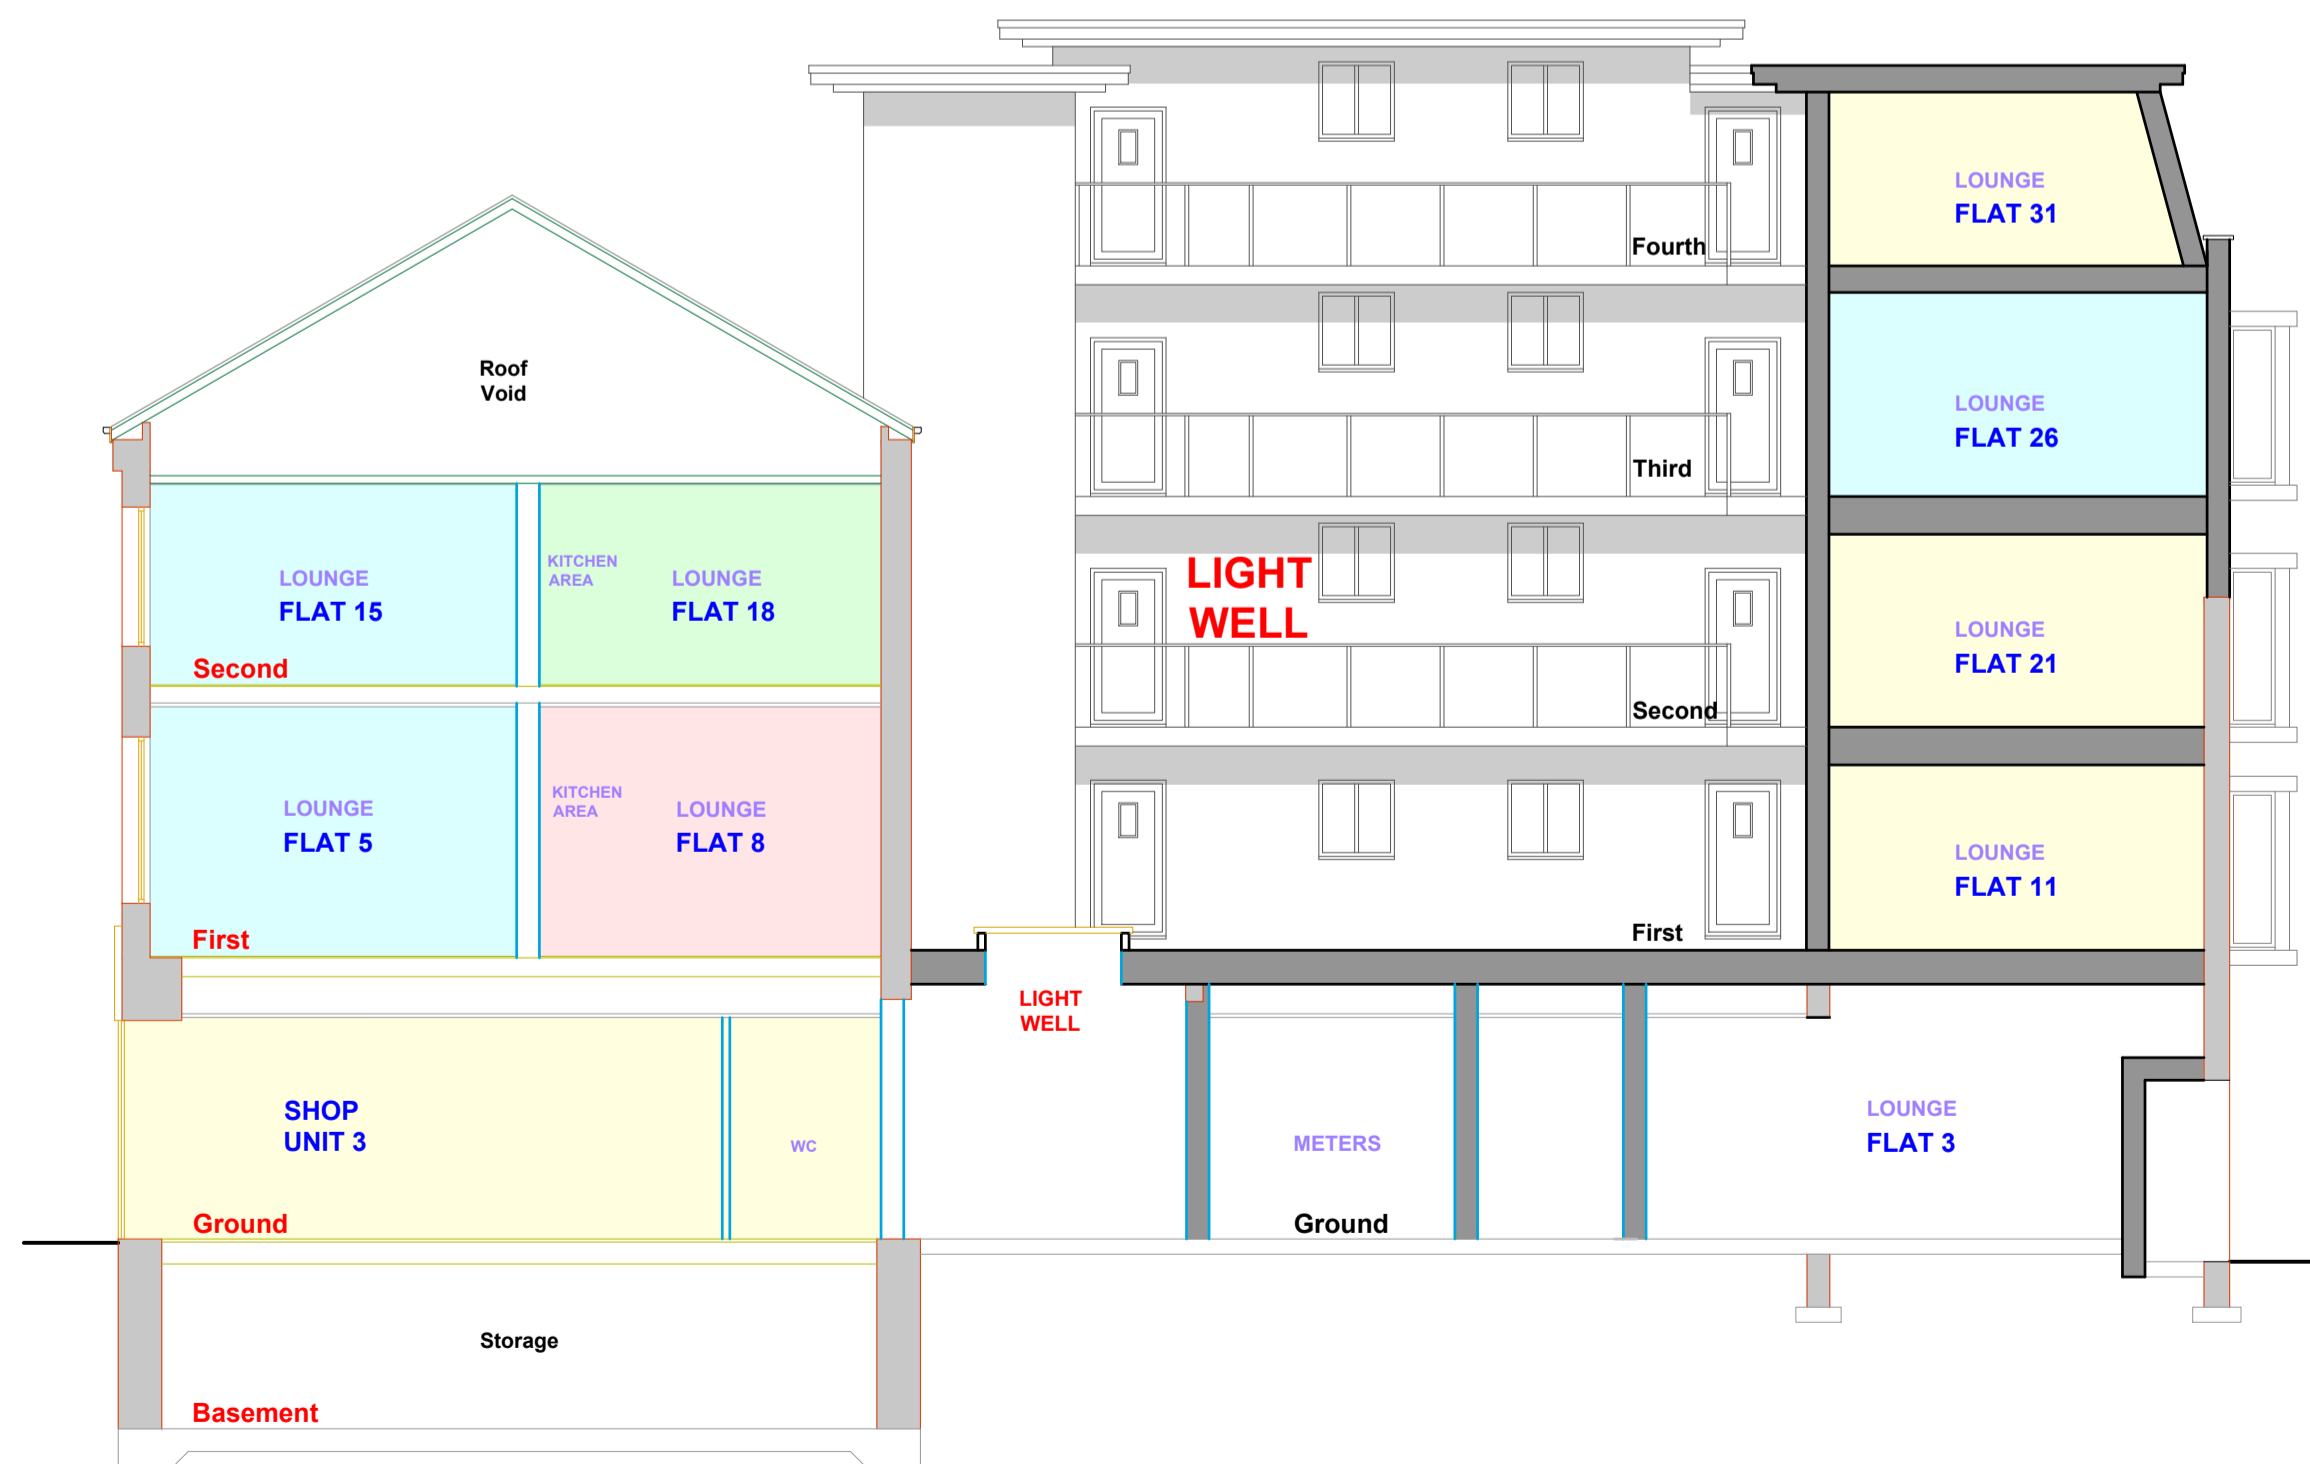 LOUNGE
FLAT 31
Fourth
Roof
Void
LOUNGE
FLAT 26
Third
LIGHT
WELL
KITCHEN
AREA
LOUNGE
FLAT 15
LOUNGE
FLAT 18
LOUNGE
FLAT 21
Second
Second
KITCHEN
AREA
LOUNGE
FLAT 5
LOUNGE
FLAT 8
LOUNGE
FLAT 11
First
First
LIGHT
WELL
SHOP
UNIT 3
WC
METERS
LOUNGE
FLAT 3
Ground
Ground
Storage
Basement